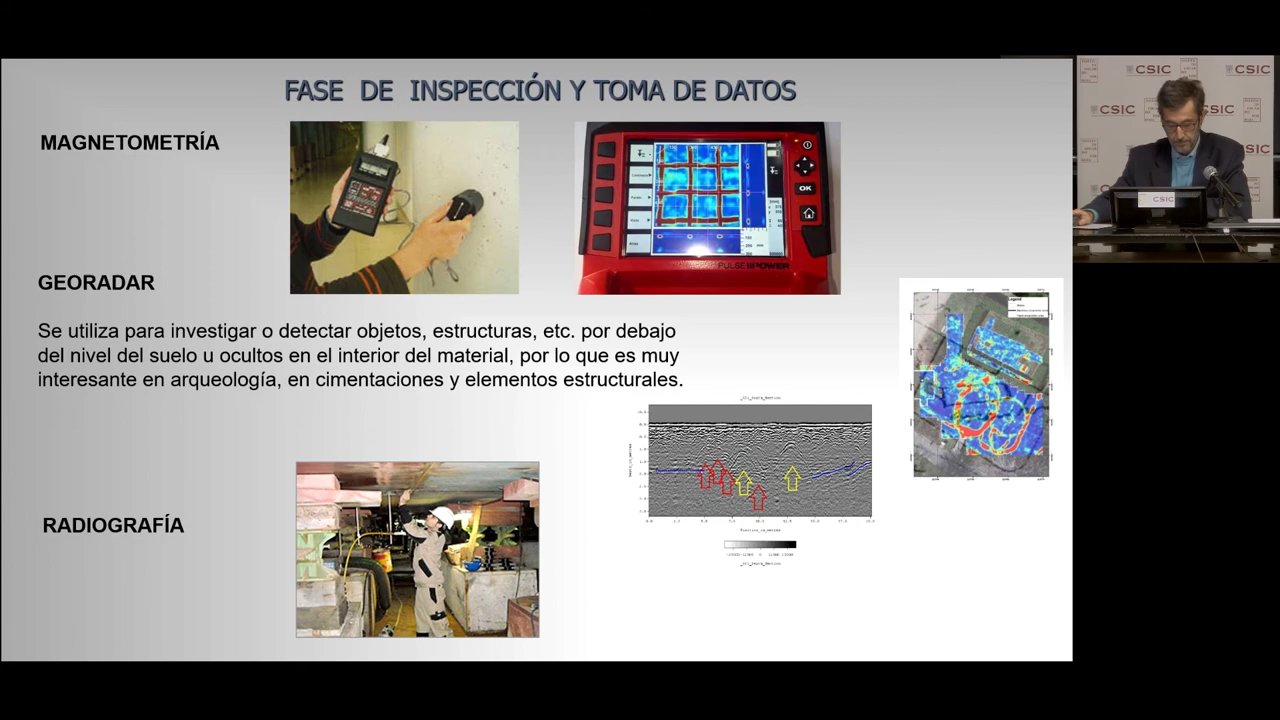 FASE DE INSPECCIÓN Y TOMA DE DATOS
MAGNETOMETRÍA
OK
PULSE POWER
GEORADAR
Se utiliza para investigar o detectar objetos, estructuras, etc. por debajo
del nivel del suelo u ocultos en el interior del material, por lo que es muy
interesante en arqueología, en cimentaciones y elementos estructurales.
Legend
RADIOGRAFÍA
CSIC
CSIC
CSIC
CSIC
CSIC
CSIC